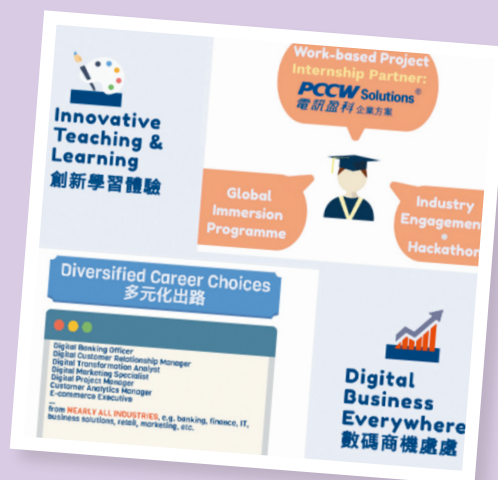 Innovative
Teaching &
Learning
創新學習體驗
Work-based Project
Internship Partner:
PCCW Solutions®
電訊盈科企業方案
Global
Immersion
Programme
Industry
Engagemen
Hackathon
Diversified Career Choices
多元化出路
Digital Banking Officer
Digital Customer Relationship Manager
Digital Transformation Analyst
Digital Marketing Specialist
Digital Project Manager
Customer Analytics Manager
E-commerce Executive
...
from NEARLY ALL INDUSTRIES, e.g. banking, finance, IT,
business solutions, retail, marketing, etc.
Digital
Business
Everywhere
數碼商機處處